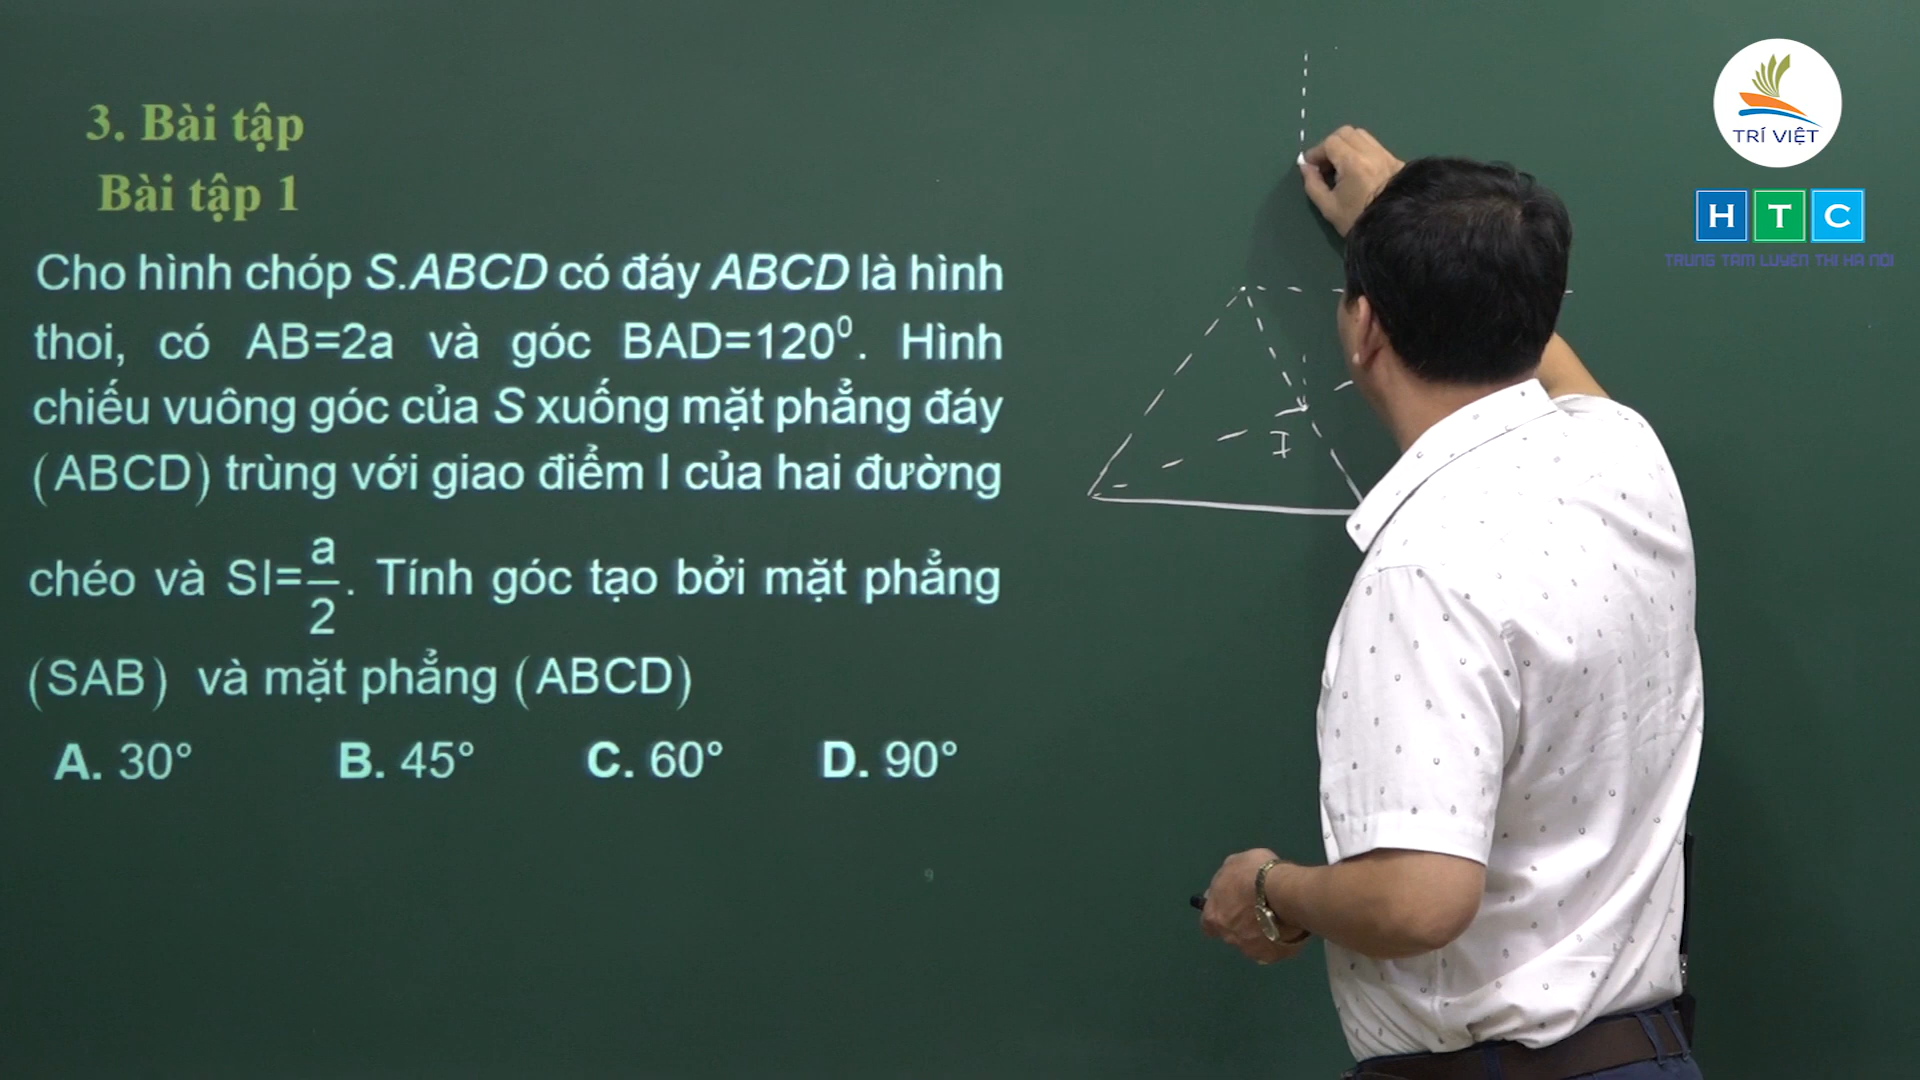 3. Bài tập
Bài tập 1
Cho hình chóp S.ABCD có đáy ABCD là hình
thoi, có AB=2a và góc BAD=120⁰. Hình
chiếu vuông góc của S xuống mặt phẳng đáy
(ABCD) trùng với giao điểm I của hai đường
chéo và SI=a/2. Tính góc tạo bởi mặt phẳng
(SAB) và mặt phẳng (ABCD)
A. 30° B. 45° C. 60° D. 90°
9
I
TRÍ VIỆT
H T C
TRUNG TÂM LUYỆN THI HÀ NỘI